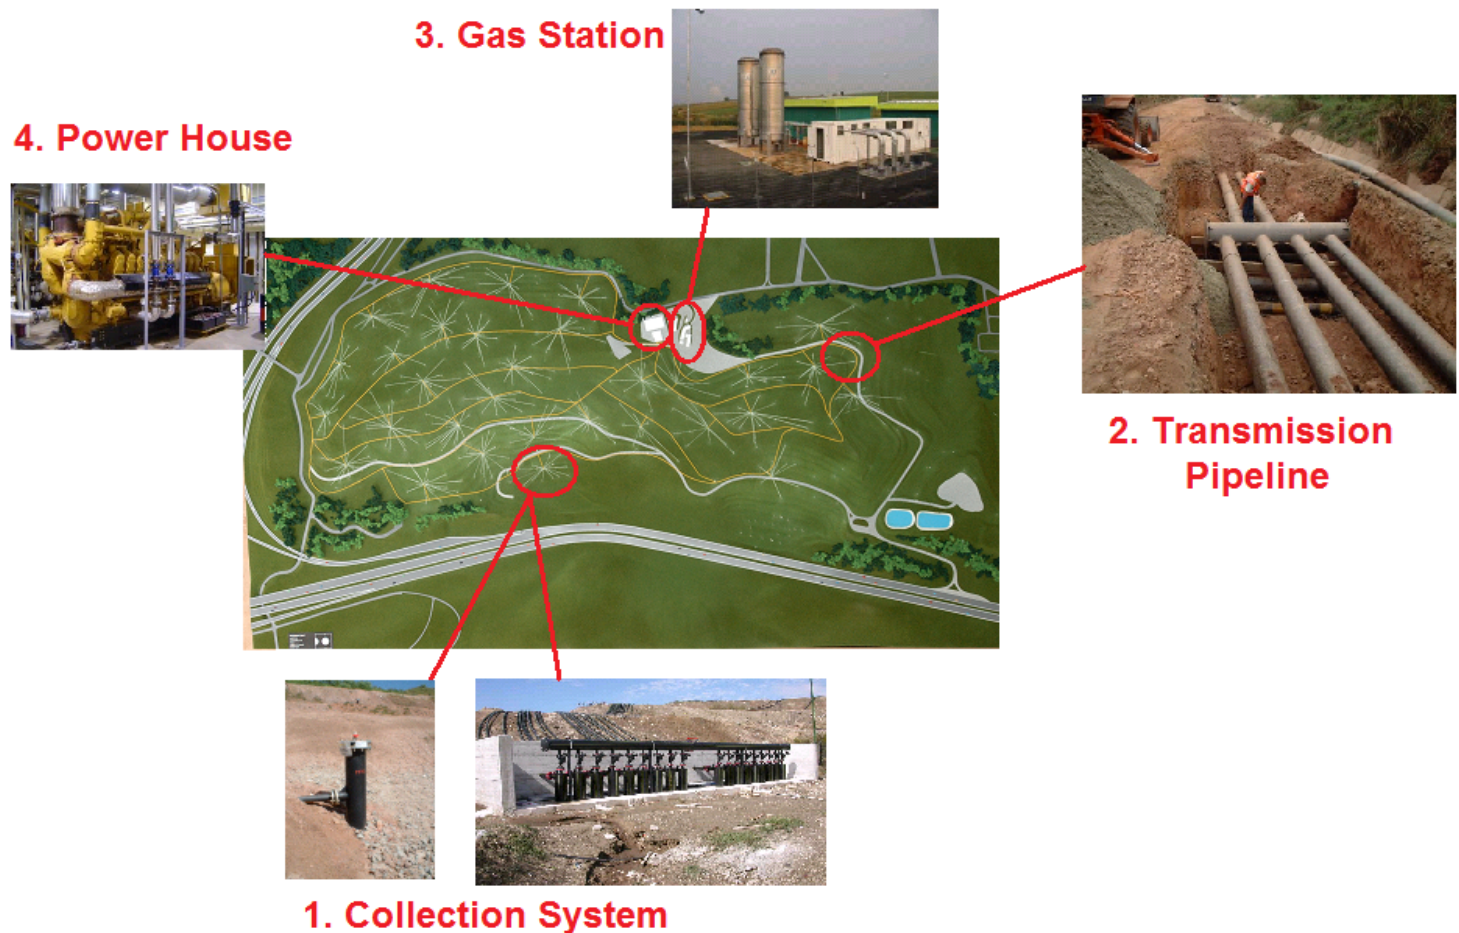 3. Gas Station
4. Power House
2. Transmission
Pipeline
1. Collection System